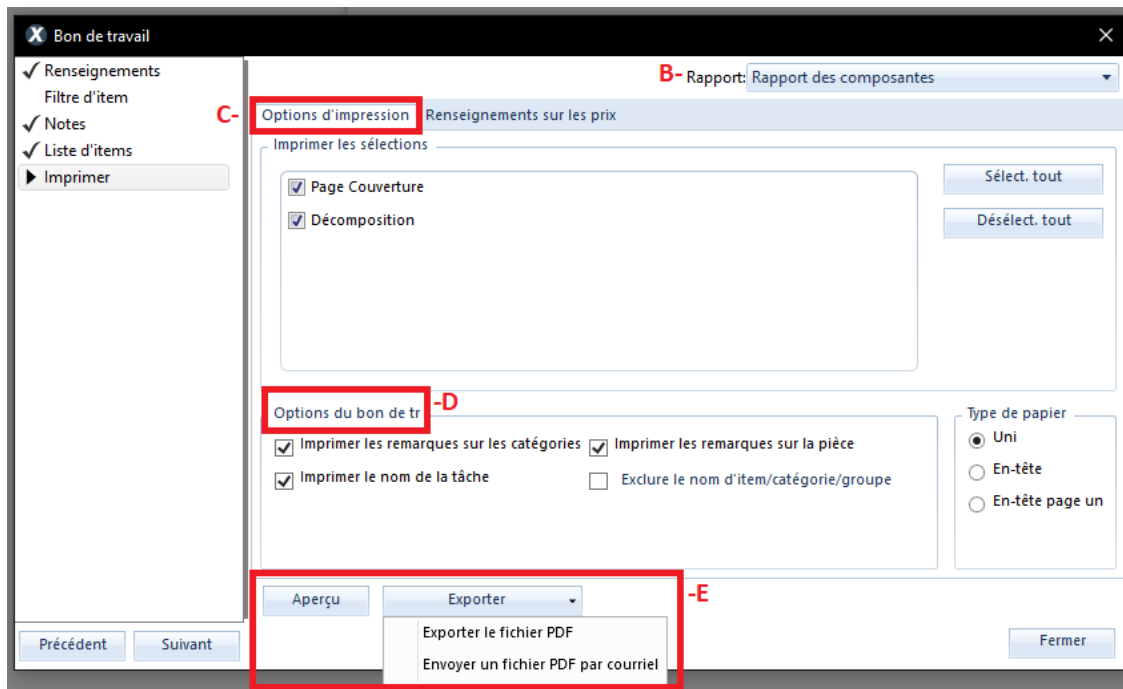 X Bon de travail
Renseignements
Filtre d'item
Notes
Liste d'items
Imprimer
B- Rapport: Rapport des composantes
C- Options d'impression Renseignements sur les prix
Imprimer les sélections
Page Couverture
Décomposition
Sélect. tout
Désélect. tout
Options du bon de tr -D
Imprimer les remarques sur les catégories Imprimer les remarques sur la pièce
Imprimer le nom de la tâche Exclure le nom d'item/catégorie/groupe
Type de papier
Uni
En-tête
En-tête page un
Aperçu Exporter -E
Exporter le fichier PDF
Envoyer un fichier PDF par courriel
Précédent Suivant
Fermer